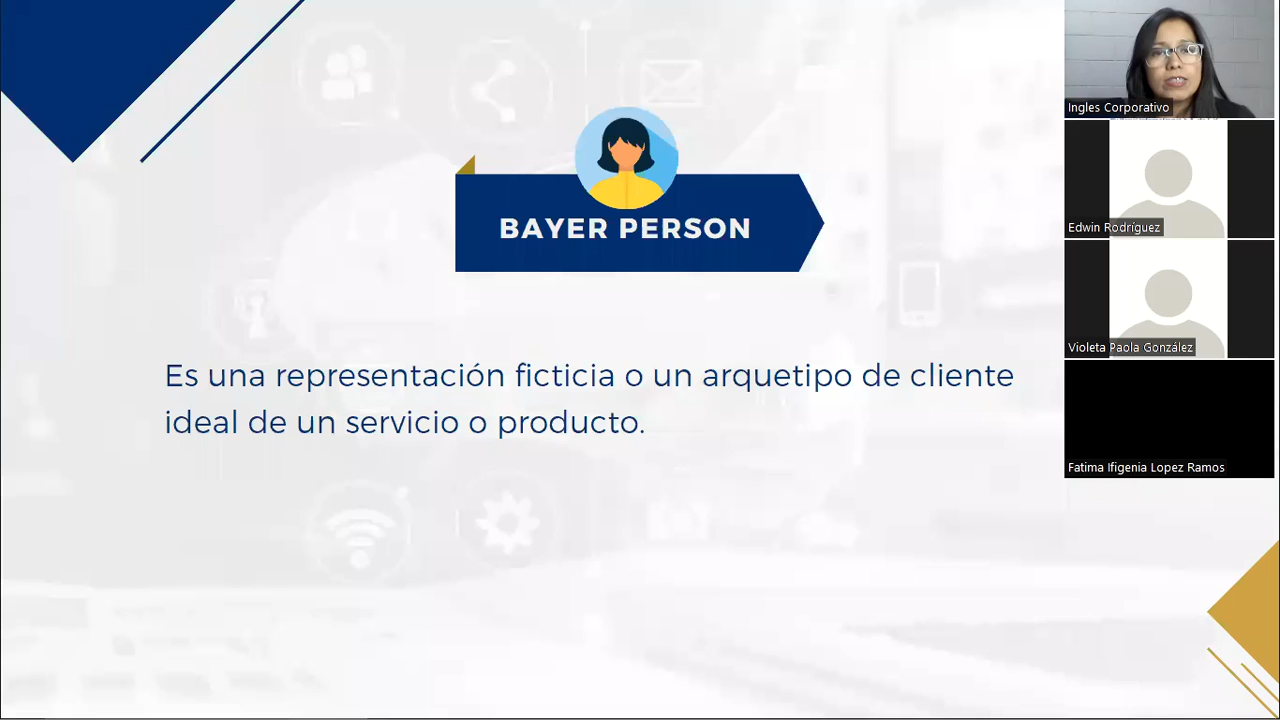 BAYER PERSON
Es una representación ficticia o un arquetipo de cliente
ideal de un servicio o producto.
Ingles Corporativo
Edwin Rodríguez
Violeta Paola González
Fatima Ifigenia Lopez Ramos